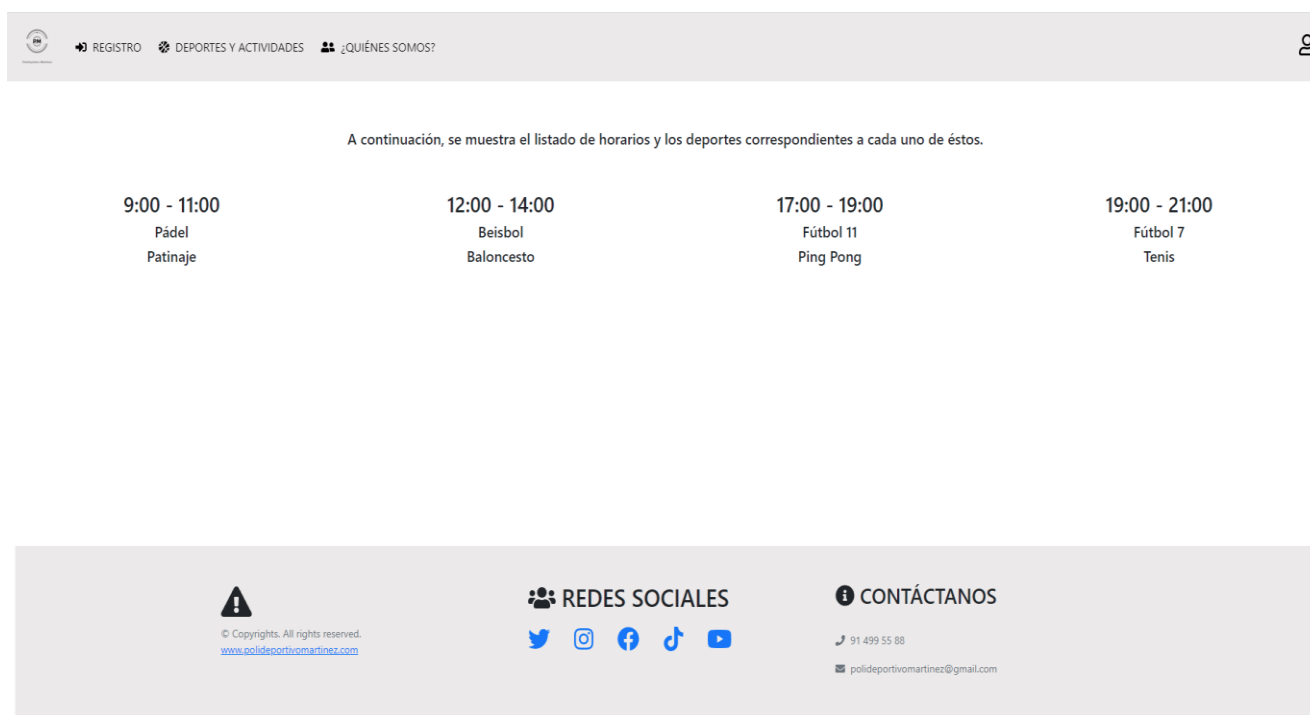 PM
REGISTRO DEPORTES Y ACTIVIDADES ¿QUIÉNES SOMOS?
A continuación, se muestra el listado de horarios y los deportes correspondientes a cada uno de éstos.
9:00 - 11:00
Pádel
Patinaje
12:00 - 14:00
Beisbol
Baloncesto
17:00 - 19:00
Fútbol 11
Ping Pong
19:00 - 21:00
Fútbol 7
Tenis
© Copyrights. All rights reserved.
www.polideportivomartinez.com
REDES SOCIALES
CONTÁCTANOS
91 499 55 88
polideportivomartinez@gmail.com